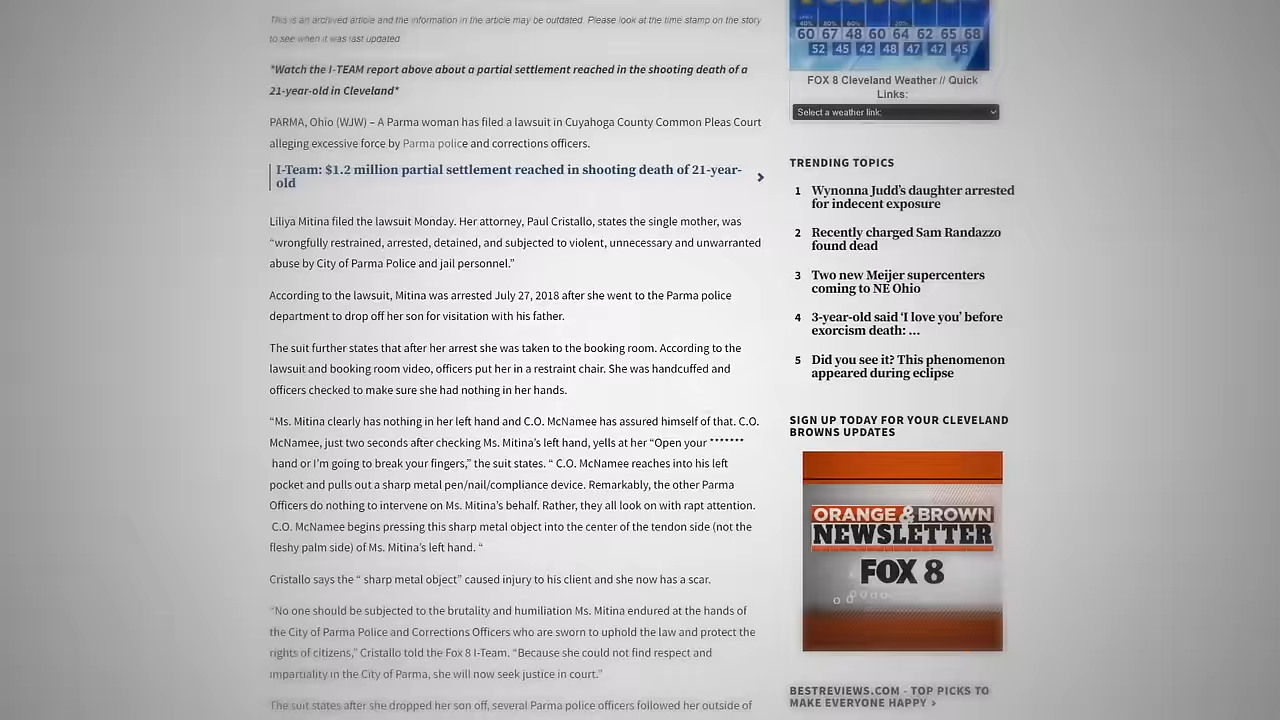 This is an archived article and the information in the article may be outdated. Please look at the time stamp on the story
to see when it was last updated
*Watch the I-TEAM report above about a partial settlement reached in the shooting death of a
21-year-old in Cleveland*
PARMA, Ohio (WJW) – A Parma woman has filed a lawsuit in Cuyahoga County Common Pleas Court
alleging excessive force by Parma police and corrections officers.
I-Team: $1.2 million partial settlement reached in shooting death of 21-year-
old
Liliya Mitina filed the lawsuit Monday. Her attorney, Paul Cristallo, states the single mother, was
“wrongfully restrained, arrested, detained, and subjected to violent, unnecessary and unwarranted
abuse by City of Parma Police and jail personnel.”
According to the lawsuit, Mitina was arrested July 27, 2018 after she went to the Parma police
department to drop off her son for visitation with his father.
The suit further states that after her arrest she was taken to the booking room. According to the
lawsuit and booking room video, officers put her in a restraint chair. She was handcuffed and
officers checked to make sure she had nothing in her hands.
“Ms. Mitina clearly has nothing in her left hand and C.O. McNamee has assured himself of that. C.O.
McNamee, just two seconds after checking Ms. Mitina’s left hand, yells at her “Open your *******
hand or I’m going to break your fingers,” the suit states. “ C.O. McNamee reaches into his left
pocket and pulls out a sharp metal pen/nail/compliance device. Remarkably, the other Parma
Officers do nothing to intervene on Ms. Mitina’s behalf. Rather, they all look on with rapt attention.
C.O. McNamee begins pressing this sharp metal object into the center of the tendon side (not the
fleshy palm side) of Ms. Mitina’s left hand. “
Cristallo says the “ sharp metal object” caused injury to his client and she now has a scar.
“No one should be subjected to the brutality and humiliation Ms. Mitina endured at the hands of
the City of Parma Police and Corrections Officers who are sworn to uphold the law and protect the
rights of citizens,” Cristallo told the Fox 8 I-Team. “Because she could not find respect and
impartiality in the City of Parma, she will now seek justice in court.”
The suit states after she dropped her son off, several Parma police officers followed her outside of
40% 80% 60% 20%
60 67 48 60 64 62 65 68
52 45 42 48 47 47 45
FOX 8 Cleveland Weather // Quick
Links:
Select a weather link:
TRENDING TOPICS
1 Wynonna Judd’s daughter arrested
for indecent exposure
2 Recently charged Sam Randazzo
found dead
3 Two new Meijer supercenters
coming to NE Ohio
4 3-year-old said ‘I love you’ before
exorcism death: …
5 Did you see it? This phenomenon
appeared during eclipse
SIGN UP TODAY FOR YOUR CLEVELAND
BROWNS UPDATES
ORANGE & BROWN
NEWSLETTER
FOX 8
BESTREVIEWS.COM - TOP PICKS TO
MAKE EVERYONE HAPPY >